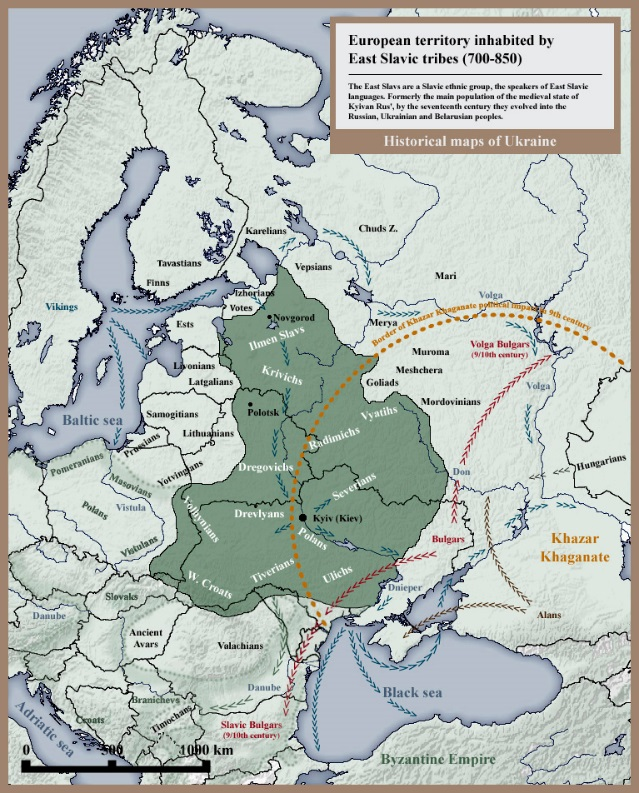 European territory inhabited by
East Slavic tribes (700-850)
The East Slavs are a Slavic ethnic group, the speakers of East Slavic
languages. Formerly the main population of the medieval state of
Kyivan Rus', by the seventeenth century they evolved into the
Russian, Ukrainian and Belarusian peoples.
Historical maps of Ukraine
Karelians
Chuds Z.
Tavastians
Vepsians
Finns
Mari
Izhorians
Volga
Vikings
Votes
Border of Khazar Khaganate political impact in 9th century
Novgorod
Merya
Ests
Ilmen Slavs
Volga Bulgars
(9/10th century)
Muroma
Livonians
Meshchera
Krivichs
Goliads
Latgalians
Volga
Mordovinians
Samogitians
Polotsk
Vyatihs
Baltic sea
Lithuanians
Radimichs
Prussians
Pomeranians
Dregovichs
Hungarians
Yotvingians
Don
Masovians
Severians
Polans
Vistula
Volhynians
Drevlyans
Kyiv (Kiev)
Polans
Bulgars
Khazar
Khaganate
Vistulans
Tiverians
Ulichs
W. Croats
Dnieper
Slovaks
Danube
Alans
Ancient
Avars
Valachians
Danube
Black sea
Branichevs
Adriatic sea
Croats
Timochans
Slavic Bulgars
(9/10th century)
0 500 1000 km
Byzantine Empire